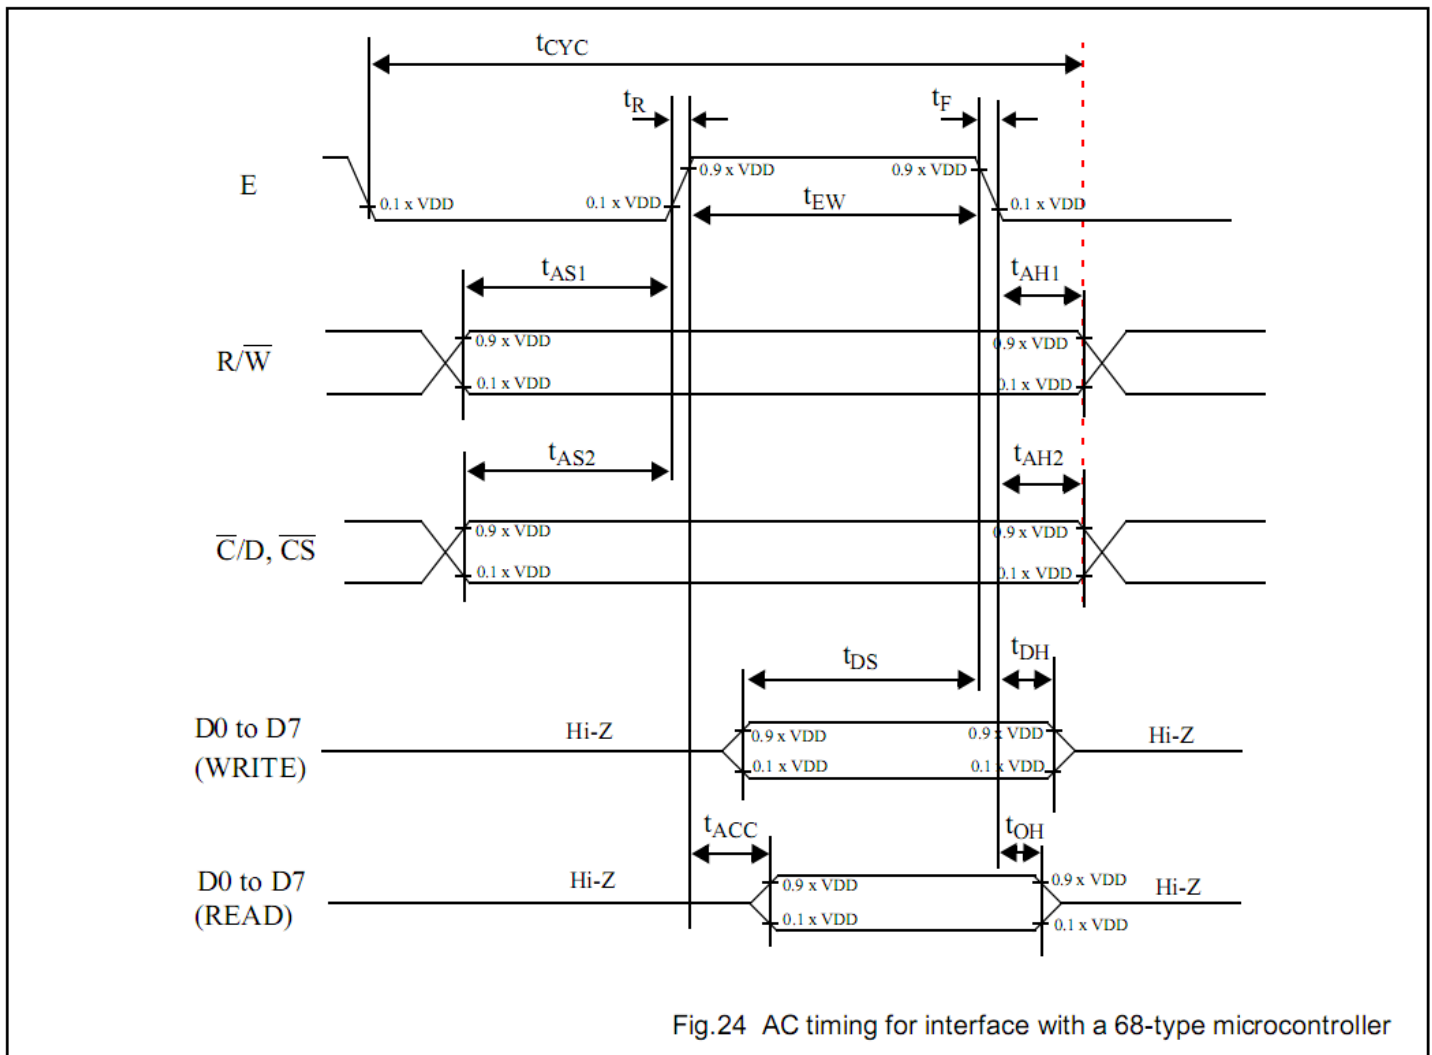 tCYC
tR
tF
E
0.9 x VDD
0.9 x VDD
0.1 x VDD
0.1 x VDD
tEW
0.1 x VDD
tAS1
tAH1
R/W̅
0.9 x VDD
0.9 x VDD
0.1 x VDD
0.1 x VDD
tAS2
tAH2
C̅/D, C̅S̅
0.9 x VDD
0.9 x VDD
0.1 x VDD
0.1 x VDD
tDS
tDH
D0 to D7
(WRITE)
Hi-Z
0.9 x VDD
0.9 x VDD
Hi-Z
0.1 x VDD
0.1 x VDD
tACC
tOH
D0 to D7
(READ)
Hi-Z
0.9 x VDD
0.9 x VDD
Hi-Z
0.1 x VDD
0.1 x VDD
Fig.24 AC timing for interface with a 68-type microcontroller